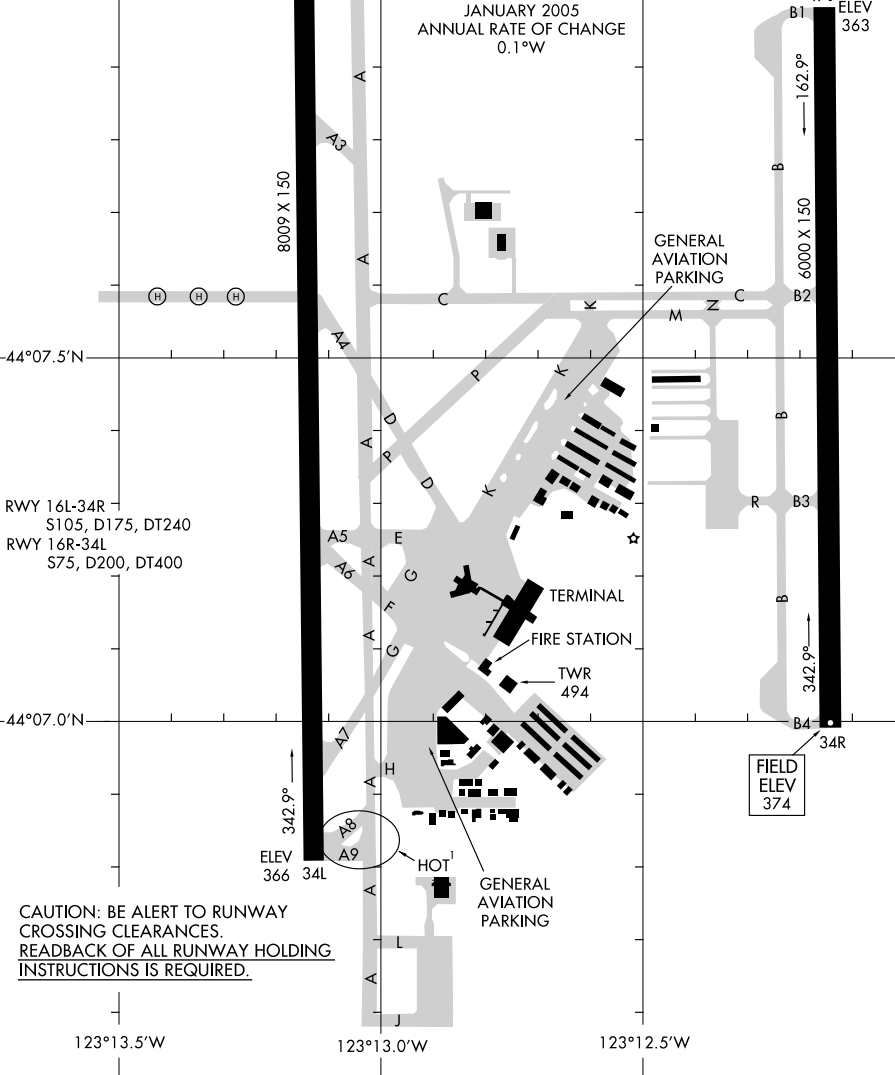 JANUARY 2005
ANNUAL RATE OF CHANGE
0.1°W
B1
ELEV
363
A
162.9°
A3
B
8009 X 150
6000 X 150
GENERAL
AVIATION
PARKING
A
H
H
H
C
K
C
N
B2
M
A4
44°07.5'N
P
K
D
B
A
P
D
K
RWY 16L-34R
S105, D175, DT240
RWY 16R-34L
S75, D200, DT400
R
B3
A5
E
A
A6
G
TERMINAL
B
F
A
G
FIRE STATION
TWR
494
342.9°
44°07.0'N
B4
A7
34R
H
A
FIELD
ELEV
374
342.9°
A8
A9
HOT1
ELEV
366
34L
A
GENERAL
AVIATION
PARKING
CAUTION: BE ALERT TO RUNWAY
CROSSING CLEARANCES.
READBACK OF ALL RUNWAY HOLDING
INSTRUCTIONS IS REQUIRED.
L
A
J
123°13.5'W
123°13.0'W
123°12.5'W